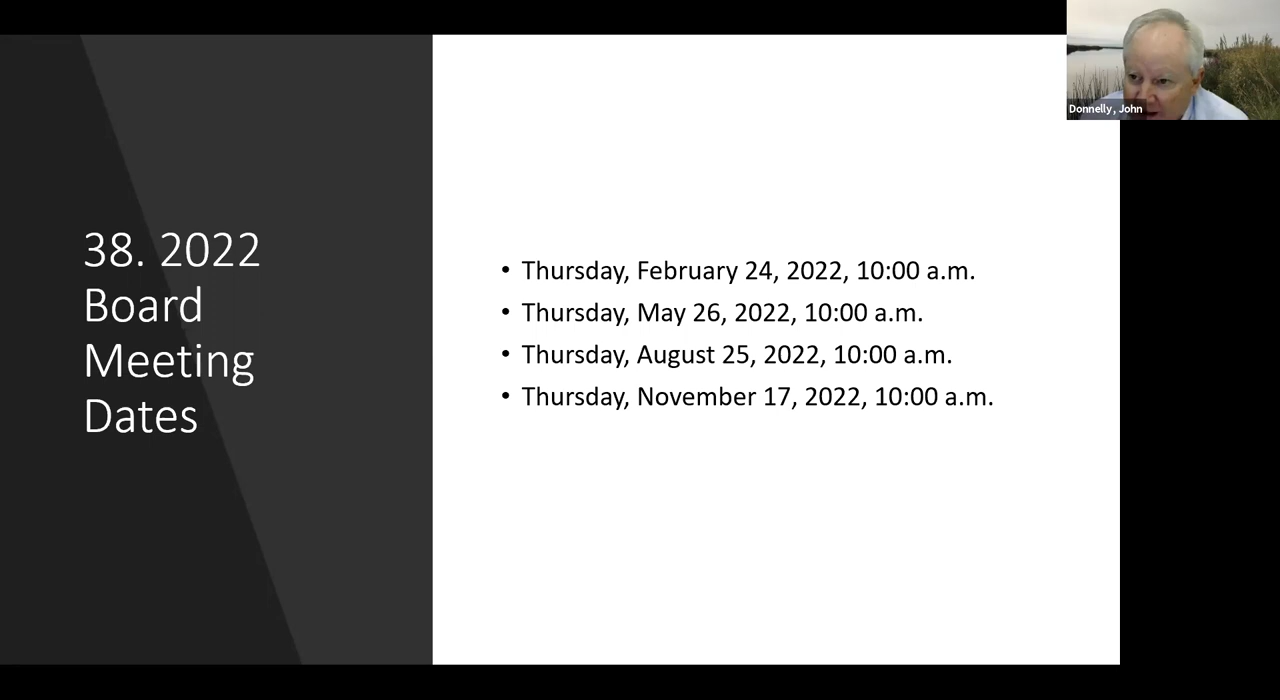 38. 2022
Board
Meeting
Dates
• Thursday, February 24, 2022, 10:00 a.m.
• Thursday, May 26, 2022, 10:00 a.m.
• Thursday, August 25, 2022, 10:00 a.m.
• Thursday, November 17, 2022, 10:00 a.m.
Donnelly, John